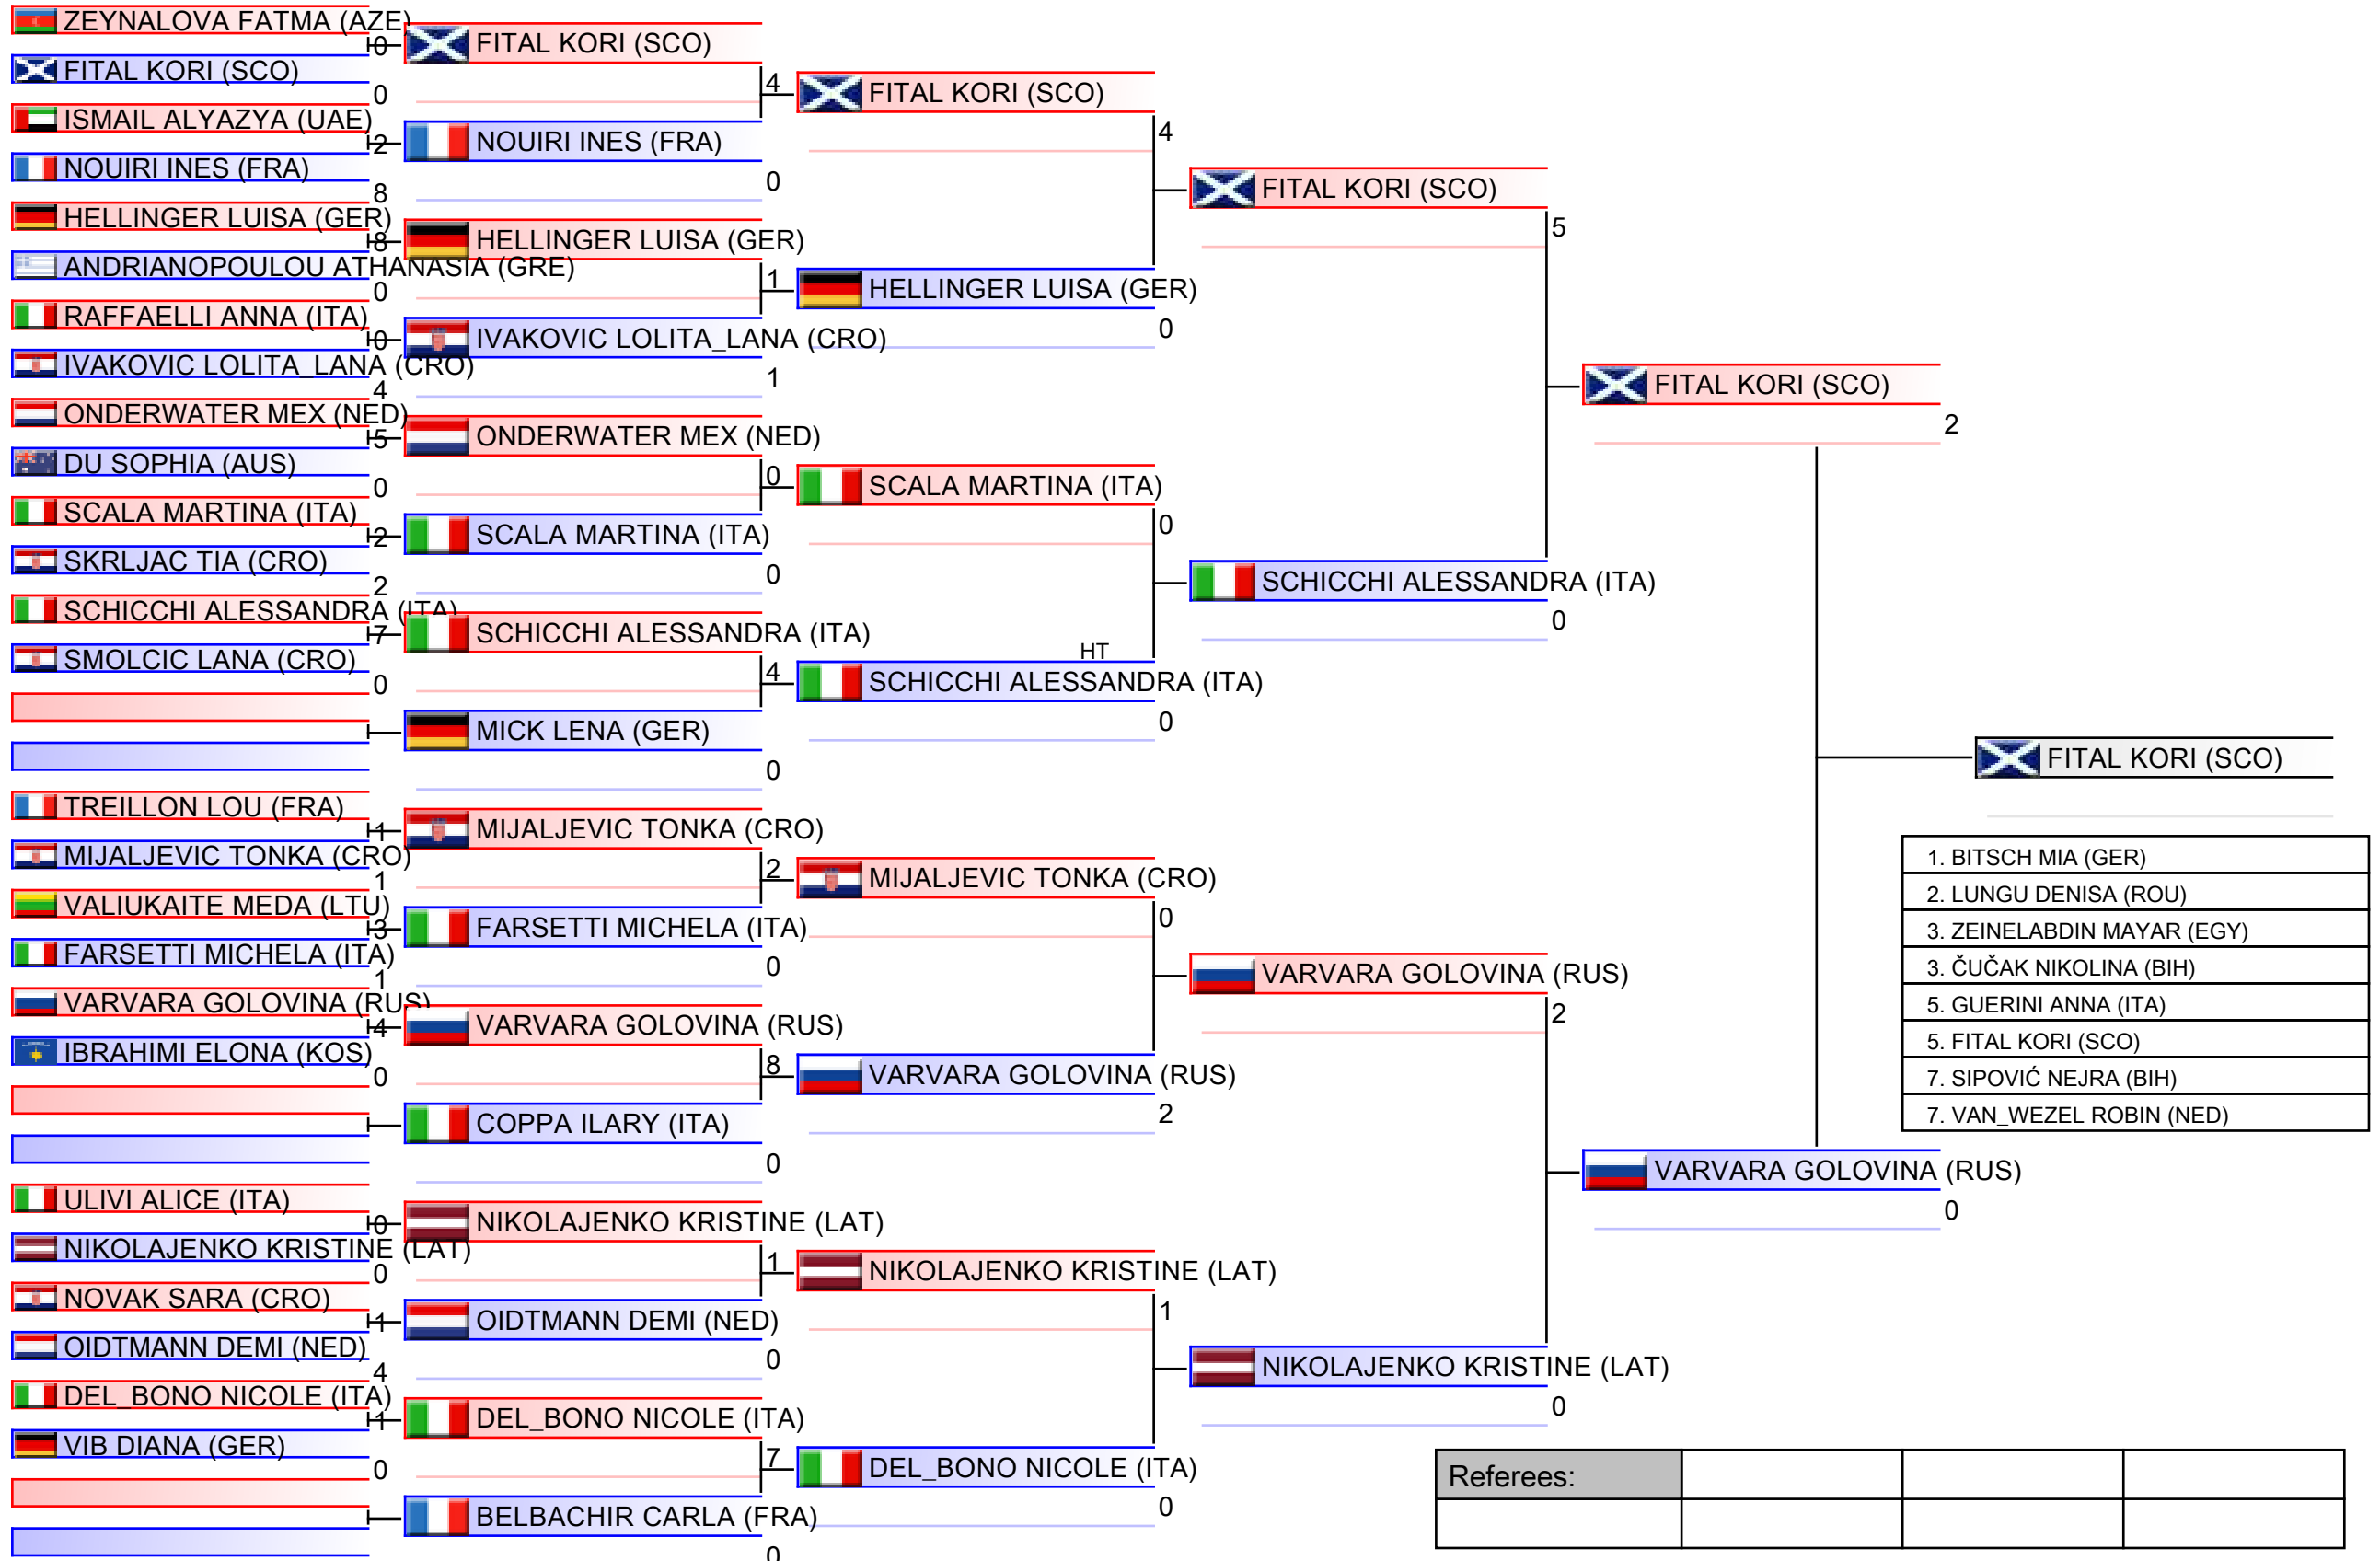 ZEYNALOVA FATMA (AZE)
0
FITAL KORI (SCO)
0
ISMAIL ALYAZYA (UAE)
2
NOUIRI INES (FRA)
8
HELLINGER LUISA (GER)
8
ANDRIANOPOULOU ATHANASIA (GRE)
0
RAFFAELLI ANNA (ITA)
0
IVAKOVIC LOLITA_LANA (CRO)
4
ONDERWATER MEX (NED)
5
DU SOPHIA (AUS)
0
SCALA MARTINA (ITA)
2
SKRLJAC TIA (CRO)
2
SCHICCHI ALESSANDRA (ITA)
7
SMOLCIC LANA (CRO)
0
TREILLON LOU (FRA)
1
MIJALJEVIC TONKA (CRO)
1
VALIUKAITE MEDA (LTU)
3
FARSETTI MICHELA (ITA)
1
VARVARA GOLOVINA (RUS)
4
IBRAHIMI ELONA (KOS)
0
ULIVI ALICE (ITA)
0
NIKOLAJENKO KRISTINE (LAT)
0
NOVAK SARA (CRO)
1
OIDTMANN DEMI (NED)
4
DEL_BONO NICOLE (ITA)
1
VIB DIANA (GER)
0
FITAL KORI (SCO)
4
NOUIRI INES (FRA)
0
HELLINGER LUISA (GER)
1
IVAKOVIC LOLITA_LANA (CRO)
1
ONDERWATER MEX (NED)
0
SCALA MARTINA (ITA)
0
SCHICCHI ALESSANDRA (ITA)
4
MICK LENA (GER)
0
MIJALJEVIC TONKA (CRO)
2
FARSETTI MICHELA (ITA)
0
VARVARA GOLOVINA (RUS)
8
COPPA ILARY (ITA)
0
NIKOLAJENKO KRISTINE (LAT)
1
OIDTMANN DEMI (NED)
0
DEL_BONO NICOLE (ITA)
7
BELBACHIR CARLA (FRA)
0
FITAL KORI (SCO)
4
HELLINGER LUISA (GER)
0
SCALA MARTINA (ITA)
0
HT
SCHICCHI ALESSANDRA (ITA)
0
MIJALJEVIC TONKA (CRO)
0
VARVARA GOLOVINA (RUS)
2
NIKOLAJENKO KRISTINE (LAT)
1
DEL_BONO NICOLE (ITA)
0
FITAL KORI (SCO)
5
SCHICCHI ALESSANDRA (ITA)
0
VARVARA GOLOVINA (RUS)
2
NIKOLAJENKO KRISTINE (LAT)
0
FITAL KORI (SCO)
2
VARVARA GOLOVINA (RUS)
0
FITAL KORI (SCO)
1. BITSCH MIA (GER)
2. LUNGU DENISA (ROU)
3. ZEINELABDIN MAYAR (EGY)
3. ČUČAK NIKOLINA (BIH)
5. GUERINI ANNA (ITA)
5. FITAL KORI (SCO)
7. SIPOVIĆ NEJRA (BIH)
7. VAN_WEZEL ROBIN (NED)
Referees: